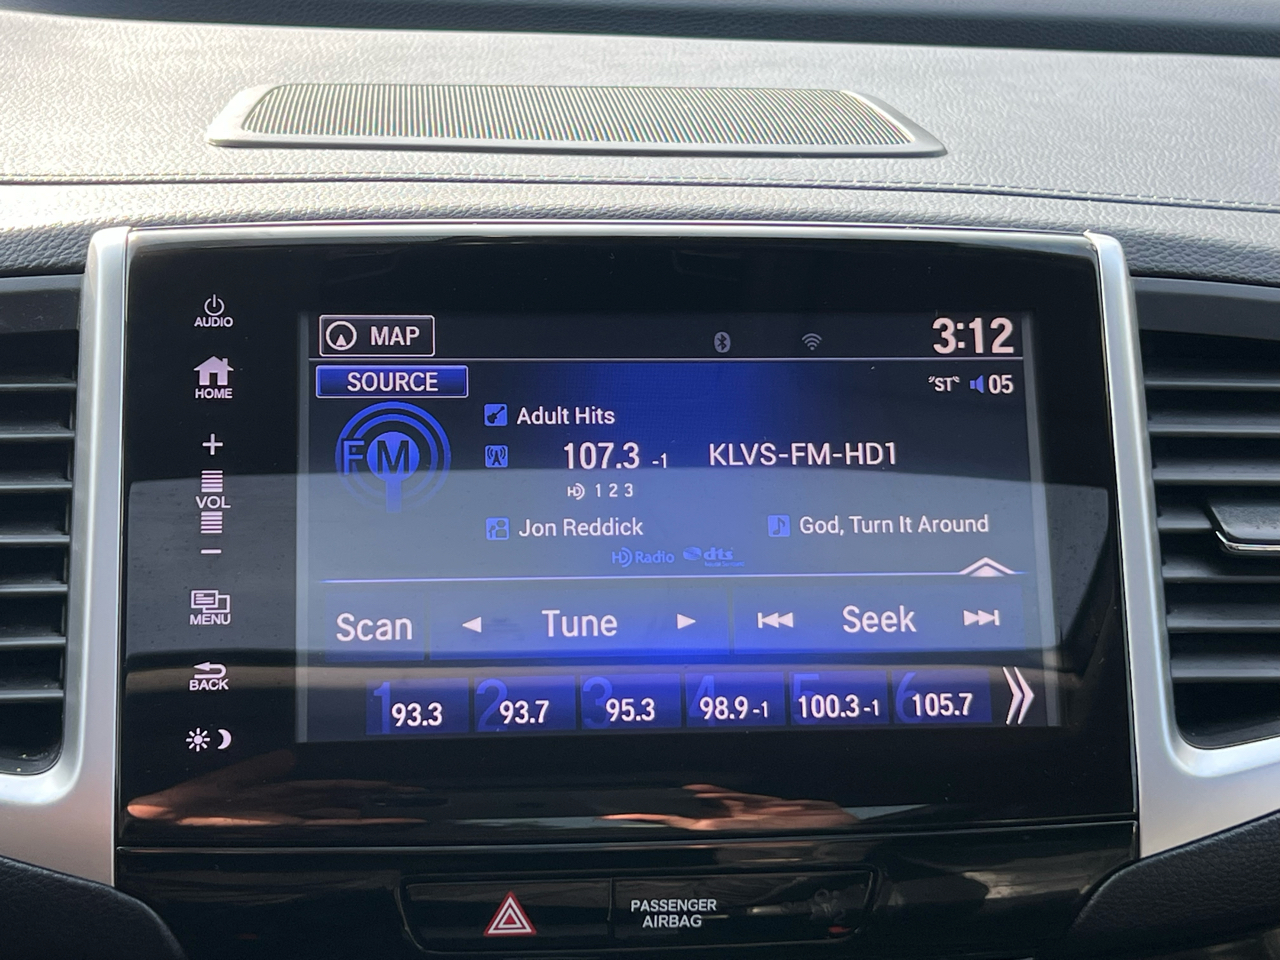 AUDIO
HOME
+
VOL
−
MENU
BACK
MAP
3:12
SOURCE
"ST" 05
FM
Adult Hits
107.3 -1 KLVS-FM-HD1
HD 1 2 3
Jon Reddick God, Turn It Around
HD Radio dts
Scan Tune Seek
1 93.3 2 93.7 3 95.3 4 98.9-1 5 100.3-1 6 105.7
PASSENGER
AIRBAG